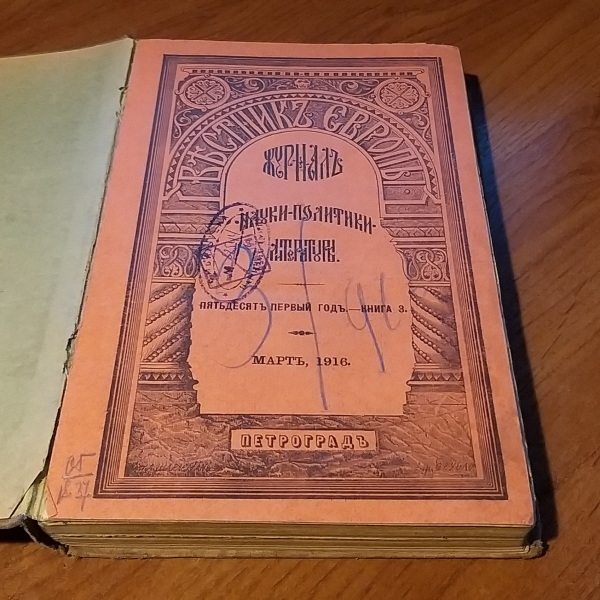 ВѢСТНИКЪ ЕВРОПЫ
ЖУРНАЛЪ
НАУКИ-ПОЛИТИКИ-
ЛИТЕРАТУРЫ.
ПЯТЬДЕСЯТЪ ПЕРВЫЙ ГОДЪ.—КНИГА 3.
МАРТЪ, 1916.
ПЕТРОГРАДЪ